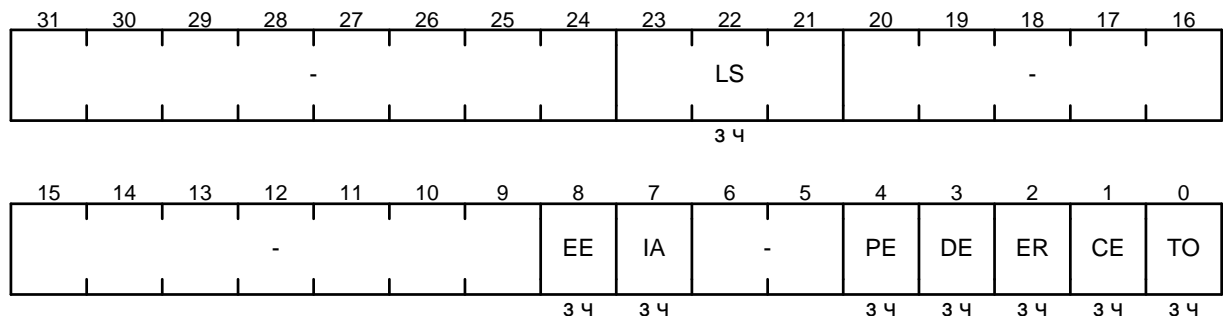 31 30 29 28 27 26 25 24 23 22 21 20 19 18 17 16
- LS -
з ч
15 14 13 12 11 10 9 8 7 6 5 4 3 2 1 0
- EE IA - PE DE ER CE TO
з ч з ч з ч з ч з ч з ч з ч